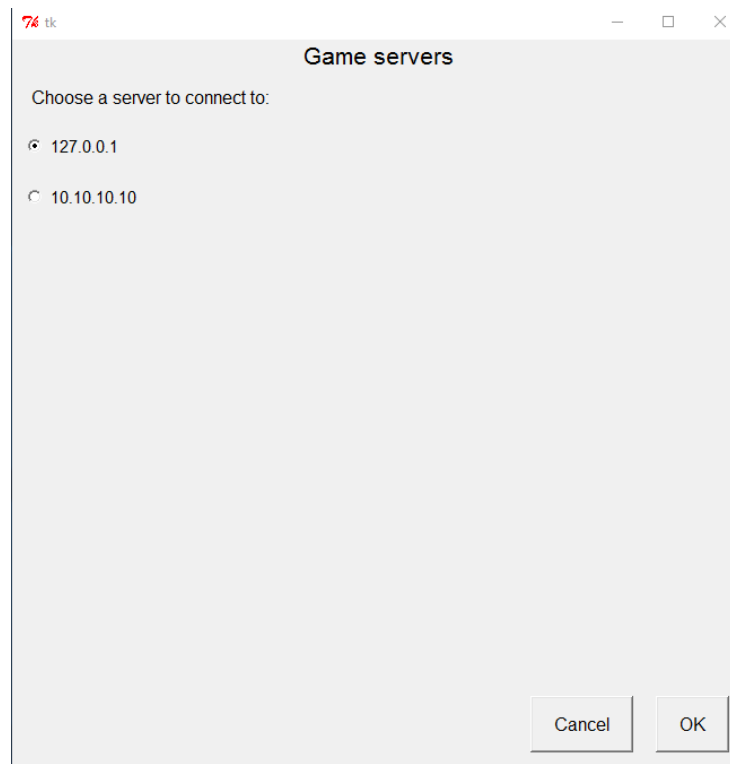 tk
Game servers
Choose a server to connect to:
127.0.0.1
10.10.10.10
Cancel OK